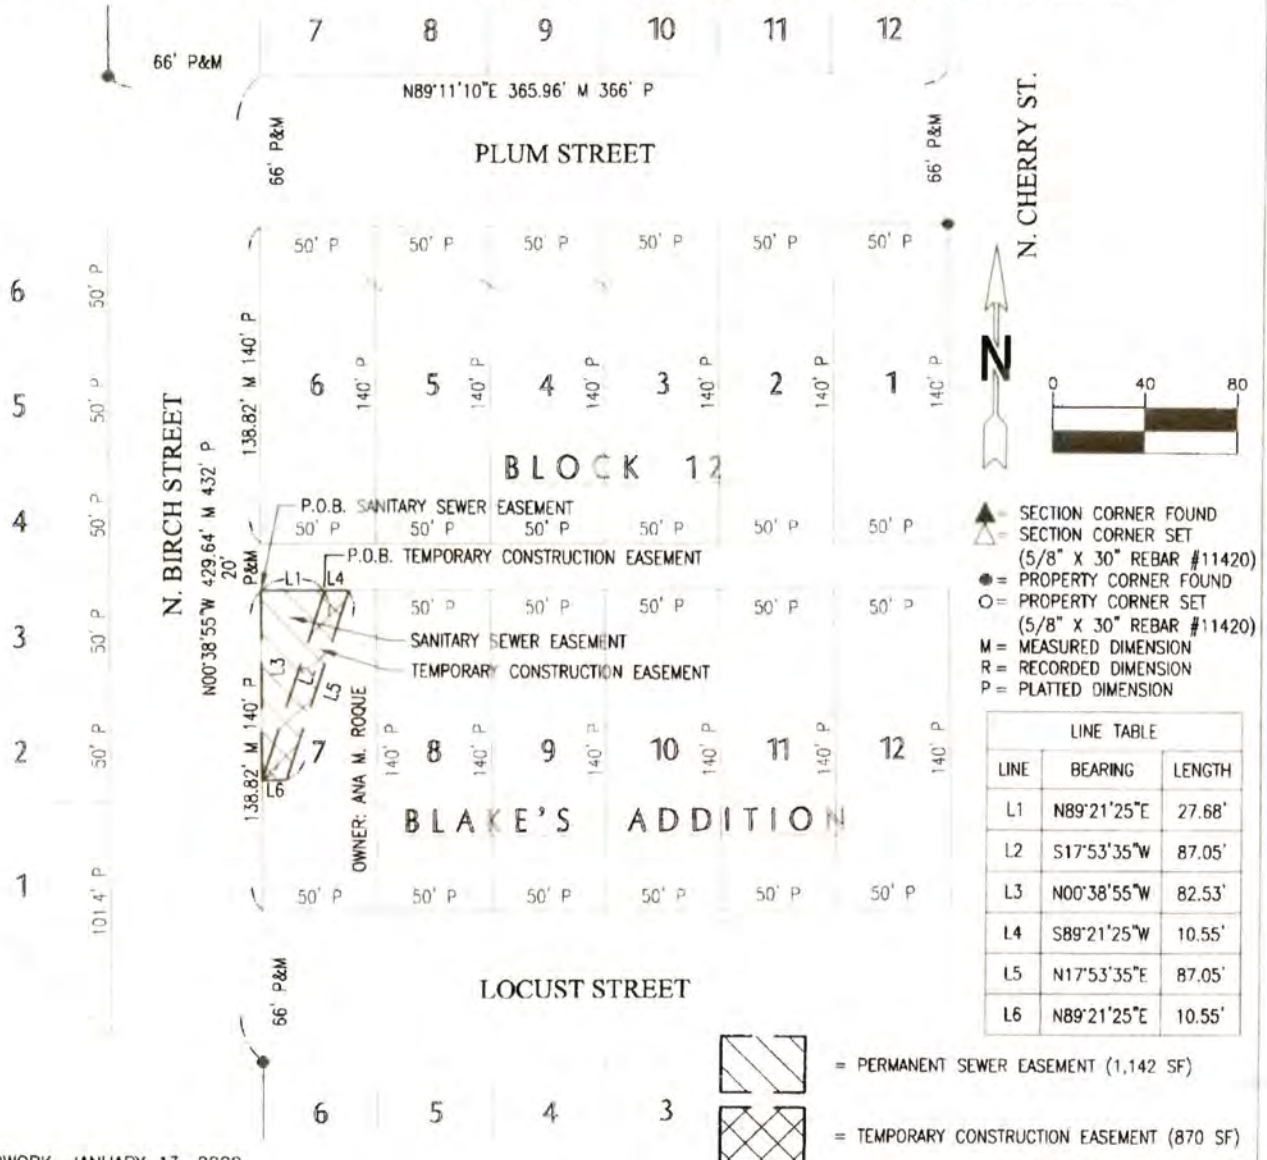 7 8 9 10 11 12
66' P&M
N89°11'10"E 365.96' M 366' P
66' P&M
PLUM STREET
66' P&M
N. CHERRY ST.
50' P 50' P 50' P 50' P 50' P 50' P
6
50' P
138.82' M 140' P
6 140' P 5 140' P 4 140' P 3 140' P 2 140' P 1 140' P
N
0 40 80
5
50' P
N. BIRCH STREET
N00°38'55"W 429.64' M 432' P
BLOCK 12
P.O.B. SANITARY SEWER EASEMENT
4
50' P
50' P 50' P 50' P 50' P 50' P
20' P&M
P.O.B. TEMPORARY CONSTRUCTION EASEMENT
L1 L4
50' P 50' P 50' P 50' P 50' P
3
50' P
SANITARY SEWER EASEMENT
TEMPORARY CONSTRUCTION EASEMENT
L3 L2 L5
138.82' M 140' P
2
50' P
7 140' P 8 140' P 9 140' P 10 140' P 11 140' P 12 140' P
L6
OWNER: ANA M. ROQUE
BLAKE'S ADDITION
1
101.4' P
50' P 50' P 50' P 50' P 50' P 50' P
66' P&M
LOCUST STREET
6 5 4 3
SECTION CORNER FOUND
= SECTION CORNER SET
(5/8" X 30" REBAR #11420)
= PROPERTY CORNER FOUND
= PROPERTY CORNER SET
(5/8" X 30" REBAR #11420)
M = MEASURED DIMENSION
R = RECORDED DIMENSION
P = PLATTED DIMENSION
LINE TABLE
LINE BEARING LENGTH
L1 N89°21'25"E 27.68'
L2 S17°53'35"W 87.05'
L3 N00°38'55"W 82.53'
L4 S89°21'25"W 10.55'
L5 N17°53'35"E 87.05'
L6 N89°21'25"E 10.55'
= PERMANENT SEWER EASEMENT (1,142 SF)
= TEMPORARY CONSTRUCTION EASEMENT (870 SF)